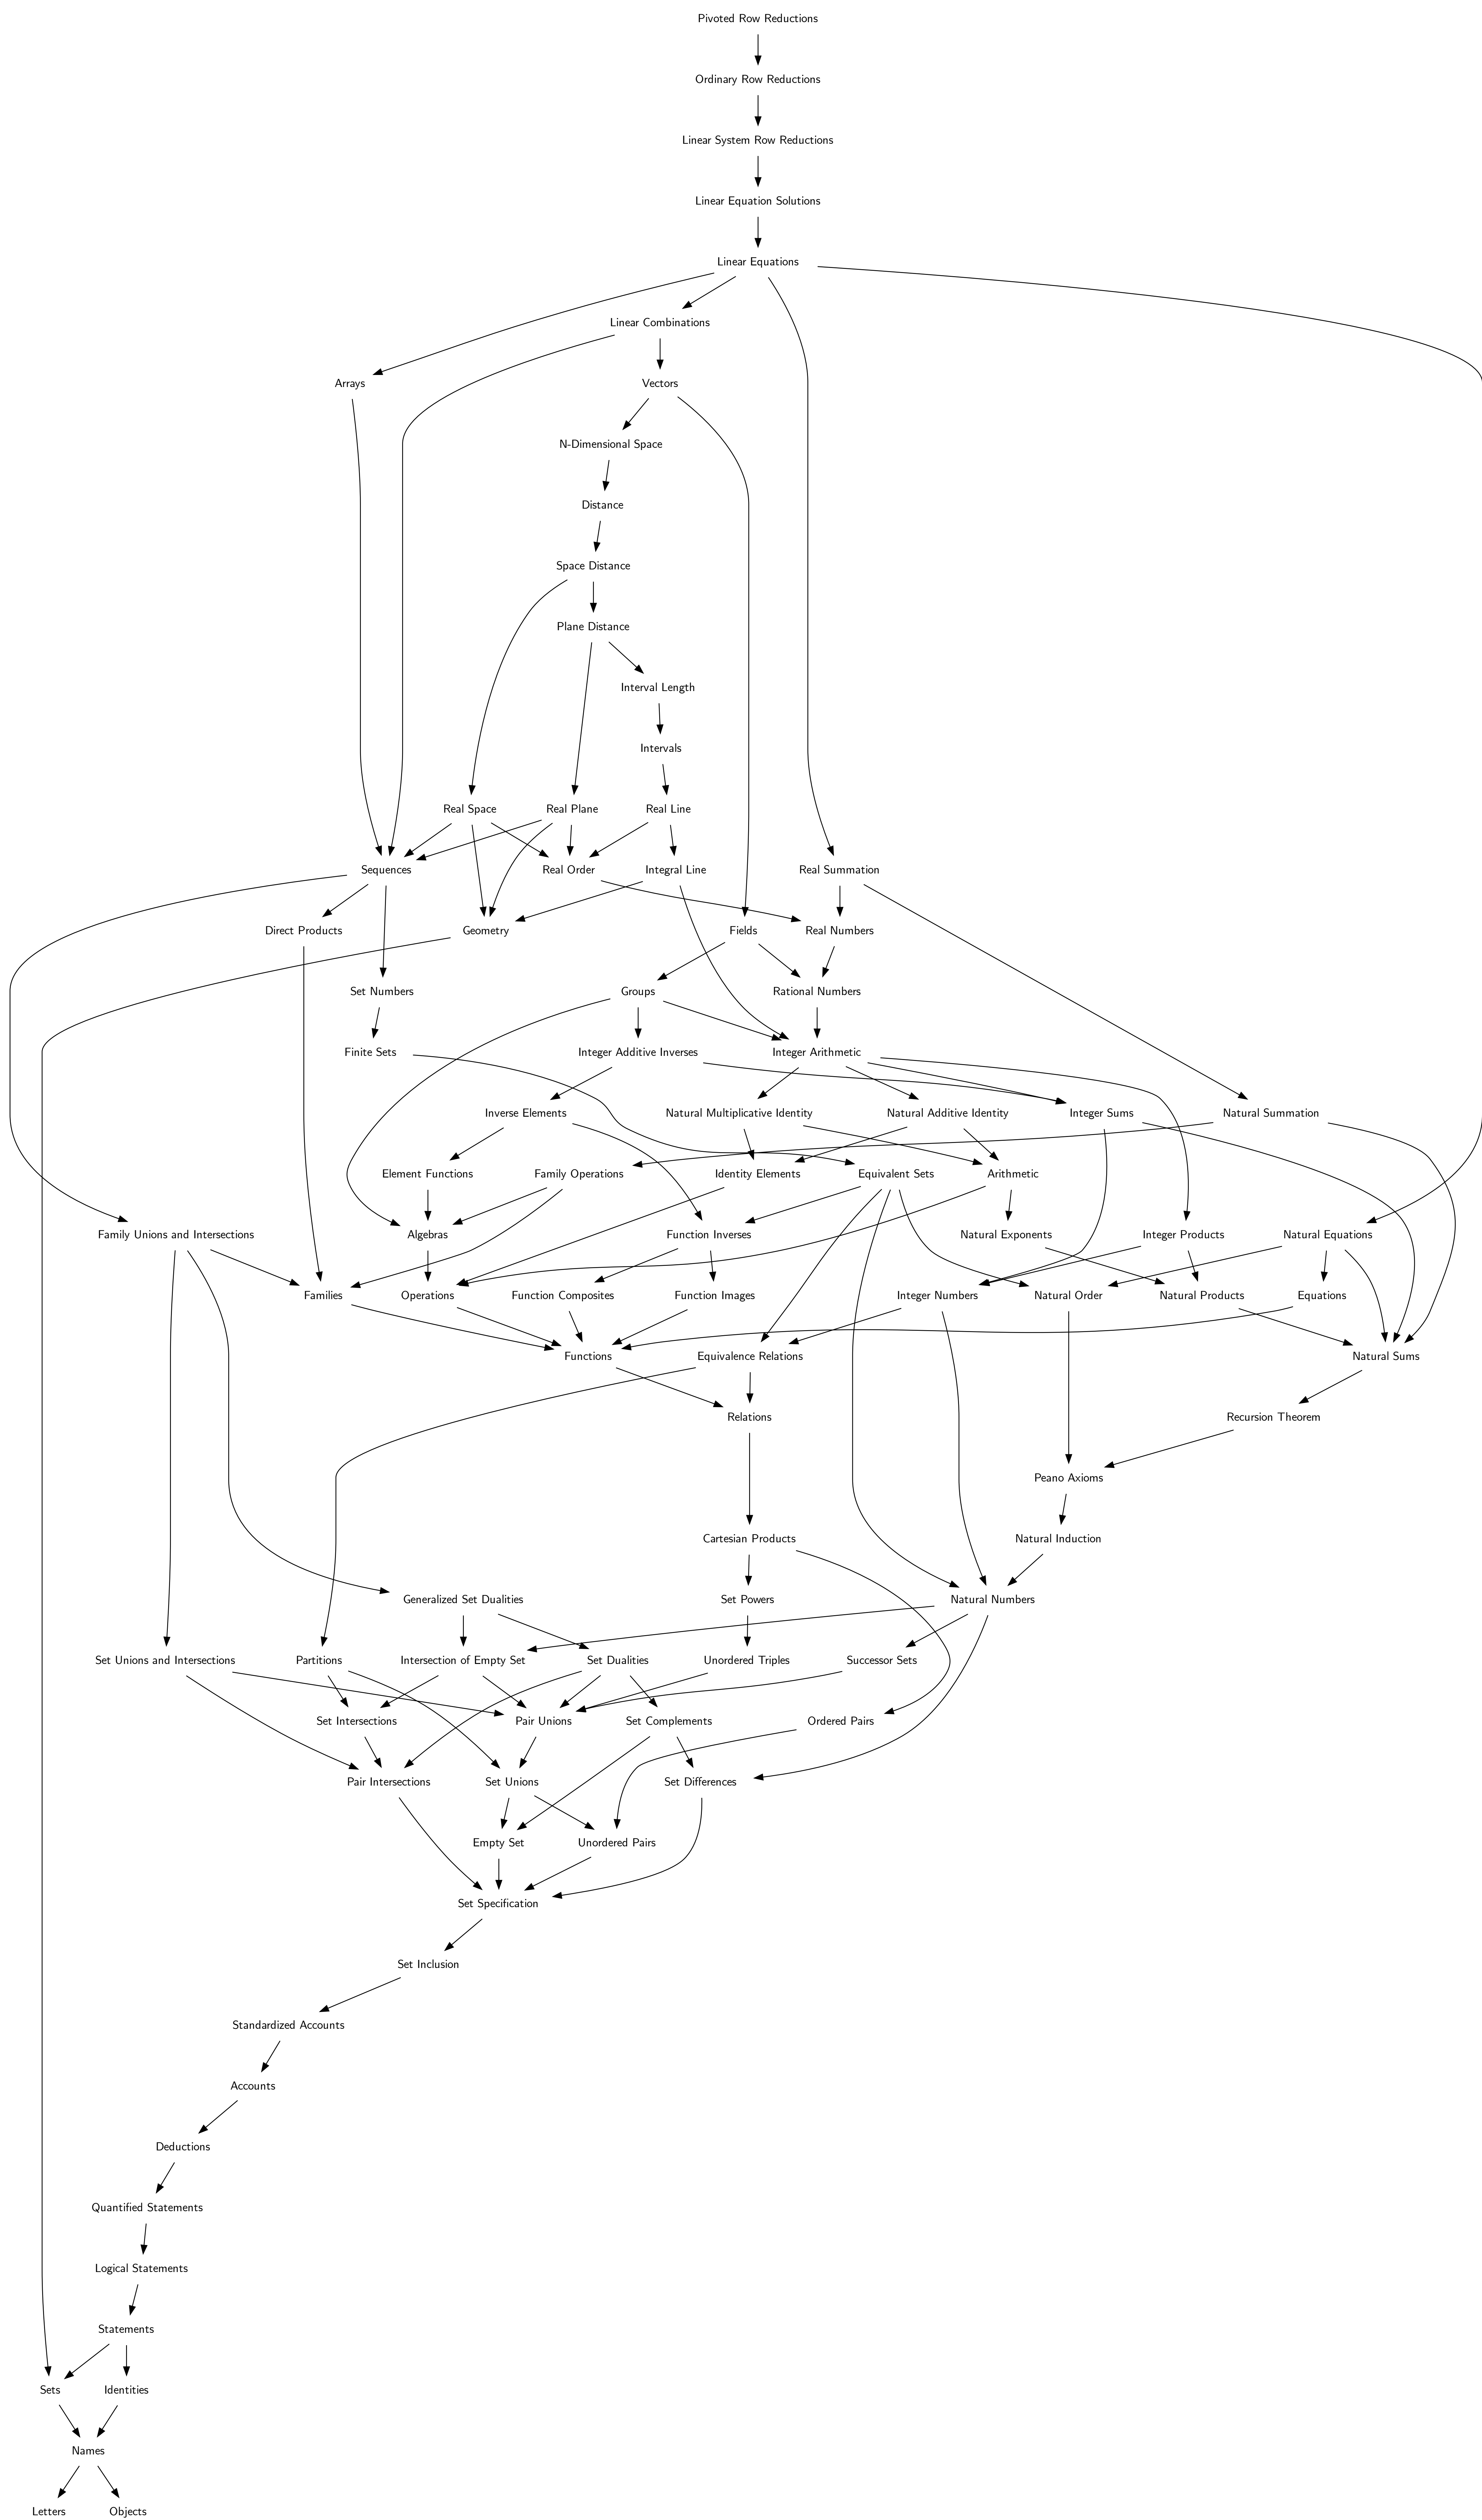 Pivoted Row Reductions
Ordinary Row Reductions
Linear System Row Reductions
Linear Equation Solutions
Linear Equations
Linear Combinations
Arrays
Vectors
N-Dimensional Space
Distance
Space Distance
Plane Distance
Interval Length
Intervals
Real Space
Real Plane
Real Line
Sequences
Real Order
Integral Line
Real Summation
Direct Products
Geometry
Fields
Real Numbers
Set Numbers
Groups
Rational Numbers
Finite Sets
Integer Additive Inverses
Integer Arithmetic
Inverse Elements
Natural Multiplicative Identity
Natural Additive Identity
Integer Sums
Natural Summation
Element Functions
Family Operations
Identity Elements
Equivalent Sets
Arithmetic
Family Unions and Intersections
Algebras
Function Inverses
Natural Exponents
Integer Products
Natural Equations
Families
Operations
Function Composites
Function Images
Integer Numbers
Natural Order
Natural Products
Equations
Functions
Equivalence Relations
Natural Sums
Relations
Recursion Theorem
Peano Axioms
Cartesian Products
Natural Induction
Generalized Set Dualities
Set Powers
Natural Numbers
Set Unions and Intersections
Partitions
Intersection of Empty Set
Set Dualities
Unordered Triples
Successor Sets
Set Intersections
Pair Unions
Set Complements
Ordered Pairs
Pair Intersections
Set Unions
Set Differences
Empty Set
Unordered Pairs
Set Specification
Set Inclusion
Standardized Accounts
Accounts
Deductions
Quantified Statements
Logical Statements
Statements
Sets
Identities
Names
Letters
Objects